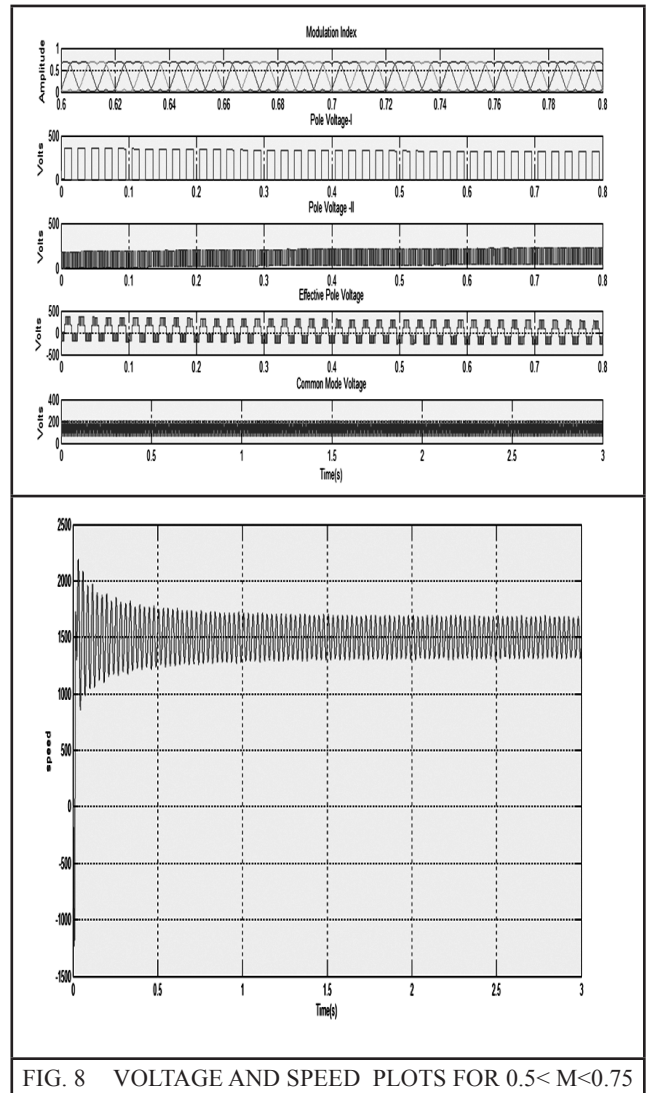 Modulation Index
Amplitude
1
0.5
0
0.6 0.62 0.64 0.66 0.68 0.7 0.72 0.74 0.76 0.78 0.8
Pole Voltage-I
Volts
500
0
0 0.1 0.2 0.3 0.4 0.5 0.6 0.7 0.8
Pole Voltage -II
Volts
500
0
0 0.1 0.2 0.3 0.4 0.5 0.6 0.7 0.8
Effective Pole Voltage
Volts
500
0
-500
0 0.1 0.2 0.3 0.4 0.5 0.6 0.7 0.8
Common Mode Voltage
Volts
400
200
0
0 0.5 1 1.5 2 2.5 3
Time(s)
speed
2500
2000
1500
1000
500
0
-500
-1000
-1500
0 0.5 1 1.5 2 2.5 3
Time(s)
FIG. 8 VOLTAGE AND SPEED PLOTS FOR 0.5< M<0.75